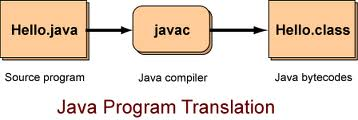 Hello.java javac Hello.class
Source program Java compiler Java bytecodes
Java Program Translation